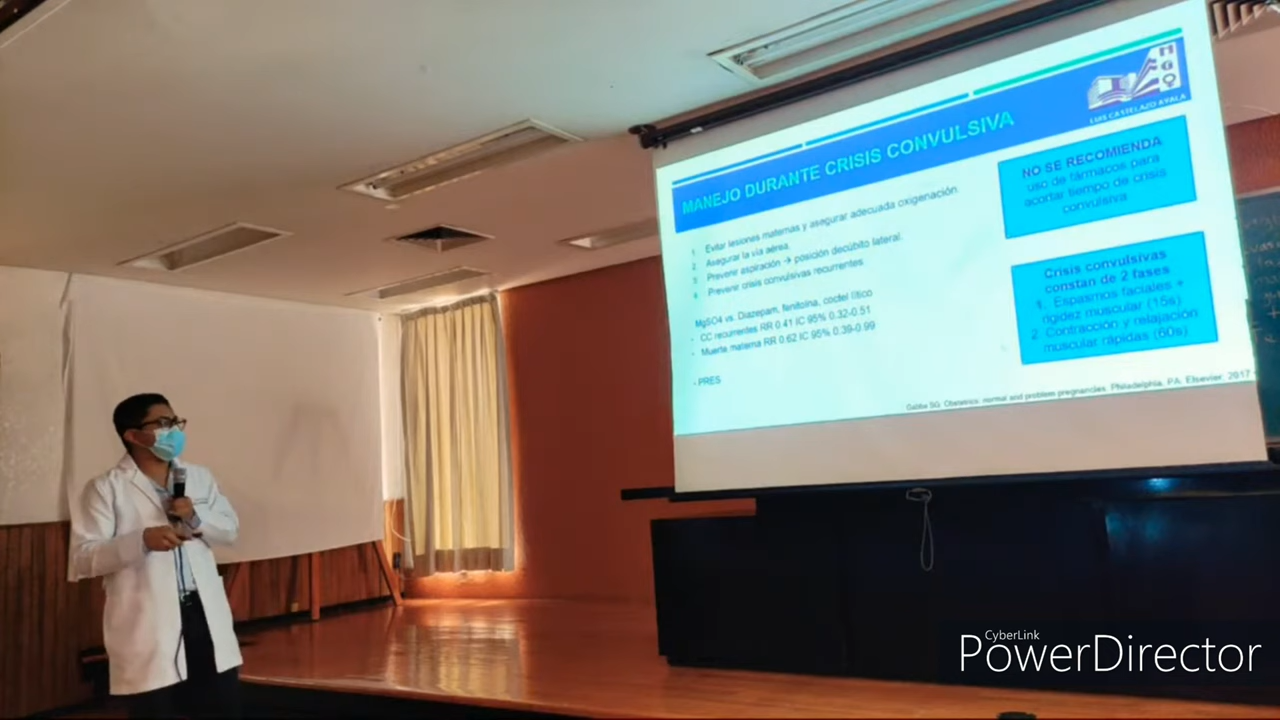 MANEJO DURANTE CRISIS CONVULSIVA
HGO
LUIS CASTELAZO AYALA
1. Evitar lesiones maternas y asegurar adecuada oxigenación
2. Asegurar la vía aérea.
3. Prevenir aspiración → posición decúbito lateral.
4. Prevenir crisis convulsivas recurrentes.
MgSO4 vs. Diazepam, fenitoína, coctel lítico
- CC recurrentes RR 0.41 IC 95% 0.32-0.51
- Muerte materna RR 0.62 IC 95% 0.39-0.99
- PRES
NO SE RECOMIENDA
uso de fármacos para
acortar tiempo de crisis
convulsiva
Crisis convulsivas
constan de 2 fases
1. Espasmos faciales +
rigidez muscular (15s)
2. Contracción y relajación
muscular rápidas (60s)
Gabbe SG. Obstetrics: normal and problem pregnancies. Philadelphia, PA. Elsevier; 2017
CyberLink
PowerDirector